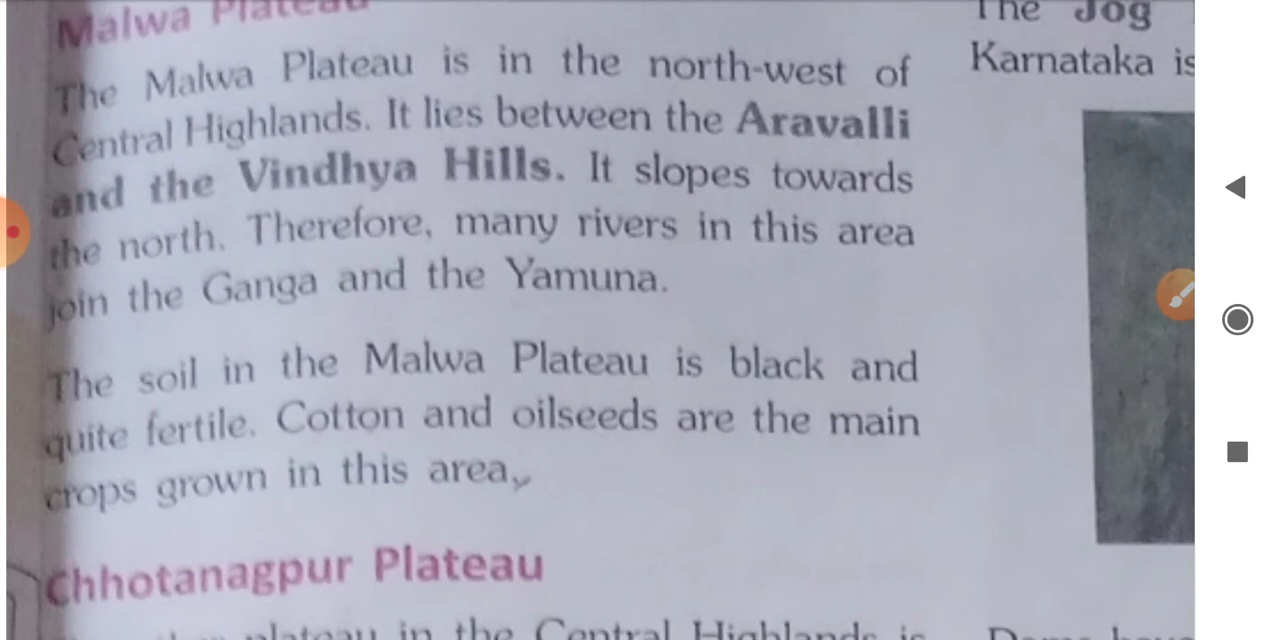 Malwa Plateau
The Malwa Plateau is in the north-west of
Central Highlands. It lies between the Aravalli
and the Vindhya Hills. It slopes towards
the north. Therefore, many rivers in this area
join the Ganga and the Yamuna.
The soil in the Malwa Plateau is black and
quite fertile. Cotton and oilseeds are the main
crops grown in this area.
Chhotanagpur Plateau
plateau in the Central Highlands is
The Jog
Karnataka is